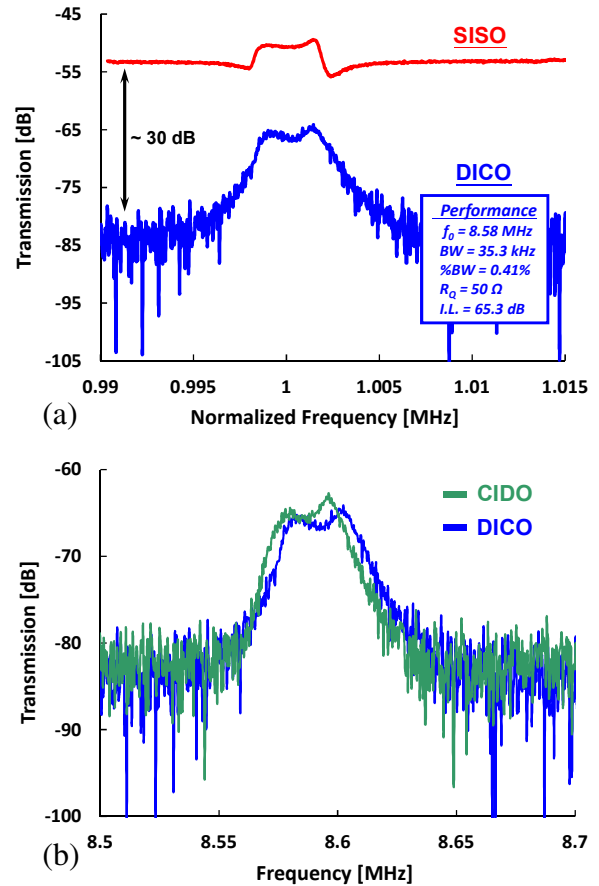 -45
-55
-65
-75
-85
-95
-105
Transmission [dB]
SISO
~ 30 dB
DICO
Performance
f0 = 8.58 MHz
BW = 35.3 kHz
%BW = 0.41%
RQ = 50 Ω
I.L. = 65.3 dB
0.99 0.995 1 1.005 1.01 1.015
(a)
Normalized Frequency [MHz]
-60
-70
-80
-90
-100
Transmission [dB]
CIDO
DICO
8.5 8.55 8.6 8.65 8.7
(b)
Frequency [MHz]